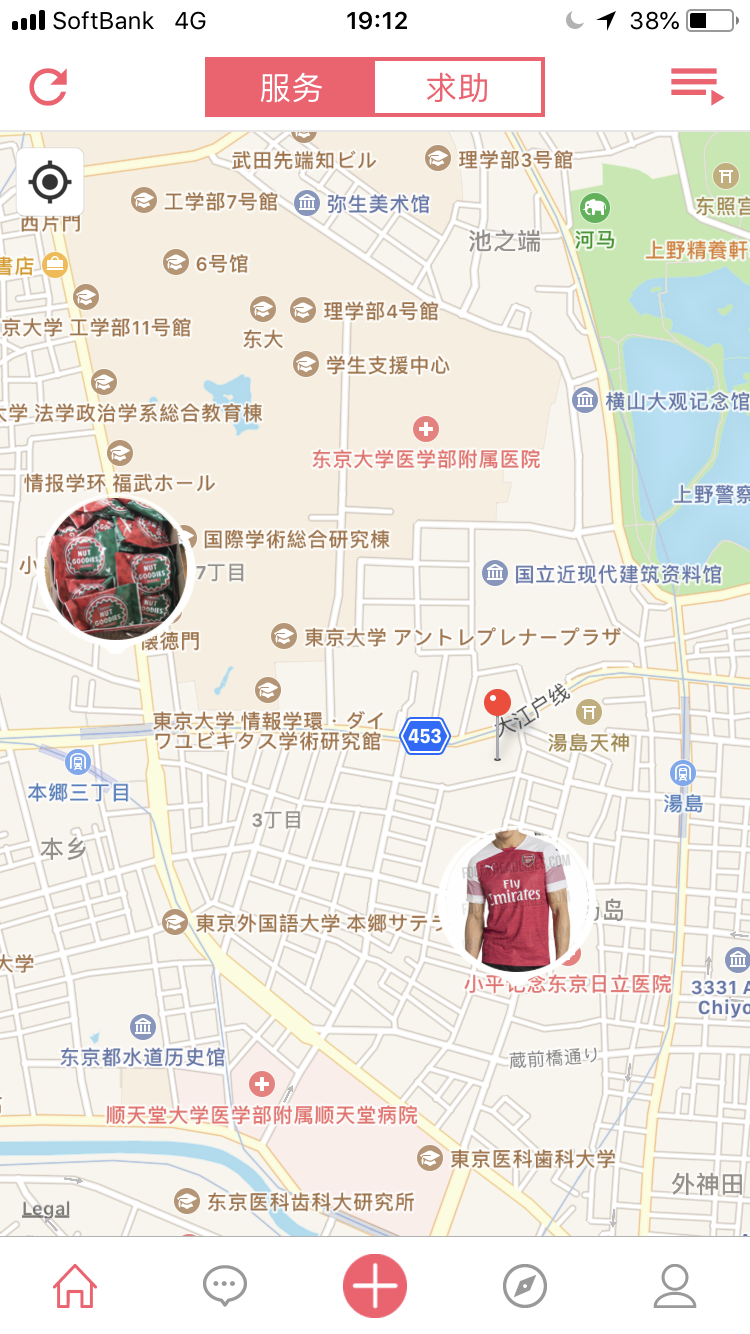 SoftBank 4G 19:12 38%
服务 求助
武田先端知ビル
理学部3号館
工学部7号館
弥生美术馆
东照宫
西片門
池之端
河马
上野精養軒
書店
6号馆
京大学 工学部11号館
东大
理学部4号館
学生支援中心
横山大观记念馆
大学 法学政治学系総合教育棟
东京大学医学部附属医院
情报学环 福武ホール
上野警察
国際学術総合研究棟
小
7丁目
国立近现代建筑资料馆
NUT
GOODIES
NUT
GOODIES
NUT
GOODIES
NUT
GOODIES
懐徳門
東京大学 アントレプレナープラザ
大江户线
東京大学 情報学環・ダイ
ワユビキタス学術研究館
453
湯島天神
本郷三丁目
湯島
3丁目
本乡
Fly
Emirates
岛
東京外国語大学 本郷サテラ
大学
小平记念东京日立医院
3331 A
Chiyo
东京都水道历史馆
蔵前橋通り
顺天堂大学医学部附属顺天堂病院
東京医科歯科大学
外神田
东京医科齿科大研究所
Legal